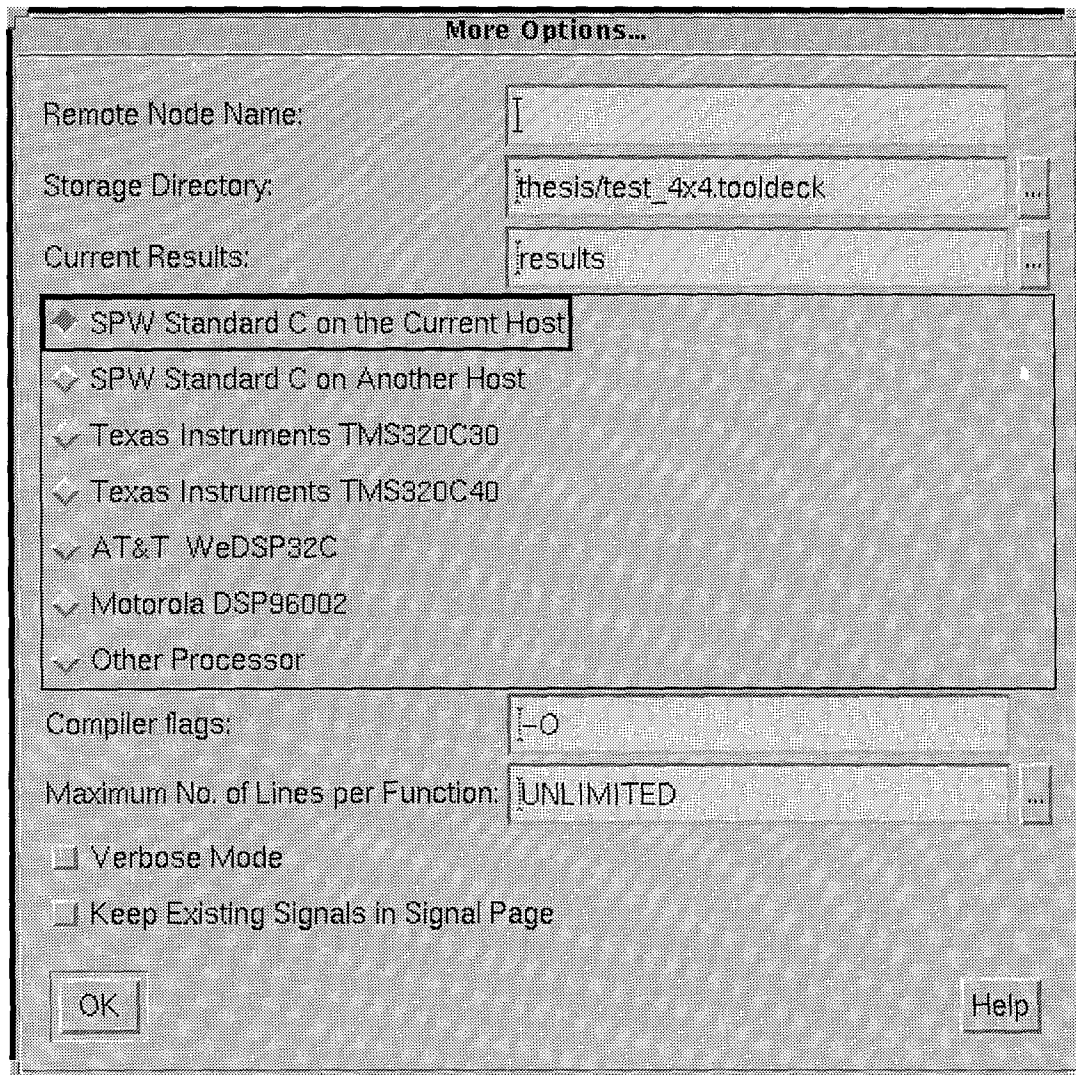 More Options...
Remote Node Name:
Storage Directory: thesis/test_4x4.tooldeck ...
Current Results: results ...
SPW Standard C on the Current Host
SPW Standard C on Another Host
Texas Instruments TMS320C30
Texas Instruments TMS320C40
AT&T WeDSP32C
Motorola DSP96002
Other Processor
Compiler flags: -O
Maximum No. of Lines per Function: UNLIMITED ...
Verbose Mode
Keep Existing Signals in Signal Page
OK Help